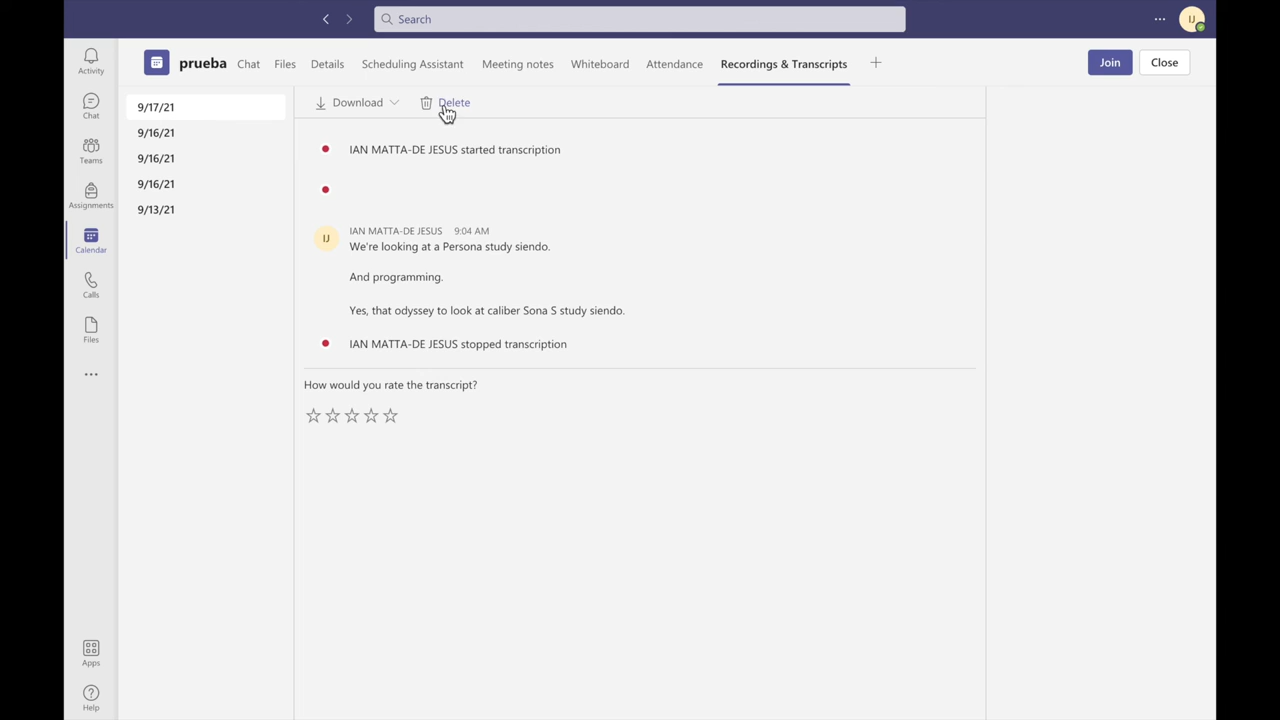 Search
IJ
Activity
Chat
Teams
Assignments
Calendar
Calls
Files
Apps
Help
prueba
Chat
Files
Details
Scheduling Assistant
Meeting notes
Whiteboard
Attendance
Recordings & Transcripts
Join
Close
9/17/21
9/16/21
9/16/21
9/16/21
9/13/21
Download
Delete
IAN MATTA-DE JESUS started transcription
IJ
IAN MATTA-DE JESUS 9:04 AM
We're looking at a Persona study siendo.
And programming.
Yes, that odyssey to look at caliber Sona S study siendo.
IAN MATTA-DE JESUS stopped transcription
How would you rate the transcript?